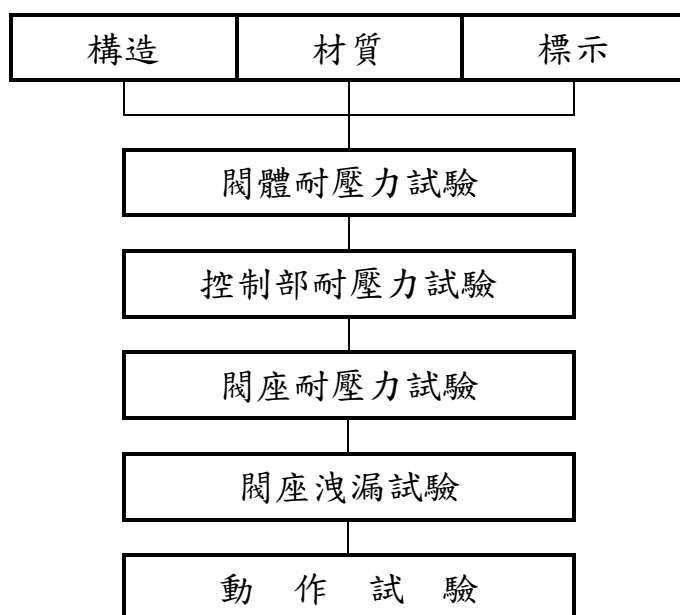 構造 材質 標示
閥體耐壓力試驗
控制部耐壓力試驗
閥座耐壓力試驗
閥座洩漏試驗
動作試驗